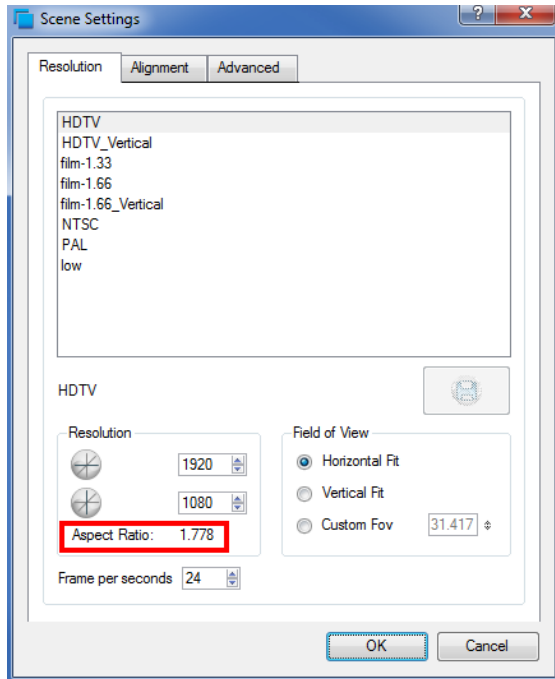 Scene Settings
Resolution Alignment Advanced
HDTV
HDTV_Vertical
film-1.33
film-1.66
film-1.66_Vertical
NTSC
PAL
low
HDTV
Resolution
1920
1080
Aspect Ratio: 1.778
Field of View
Horizontal Fit
Vertical Fit
Custom Fov 31.417
Frame per seconds 24
OK Cancel